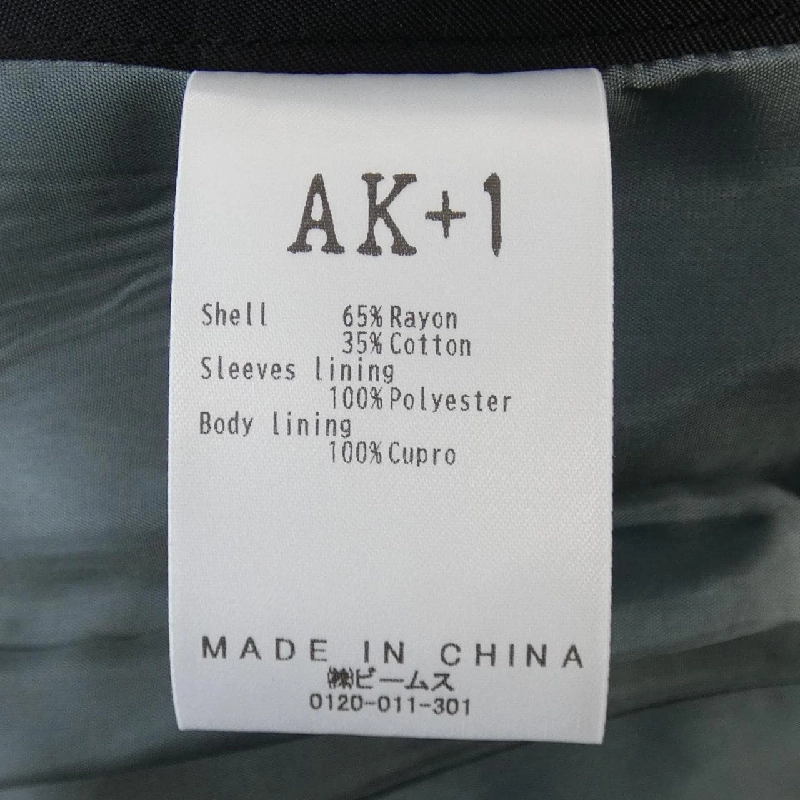 AK+1
Shell 65% Rayon
35% Cotton
Sleeves lining
100% Polyester
Body lining
100% Cupro
MADE IN CHINA
㈱ビームス
0120-011-301